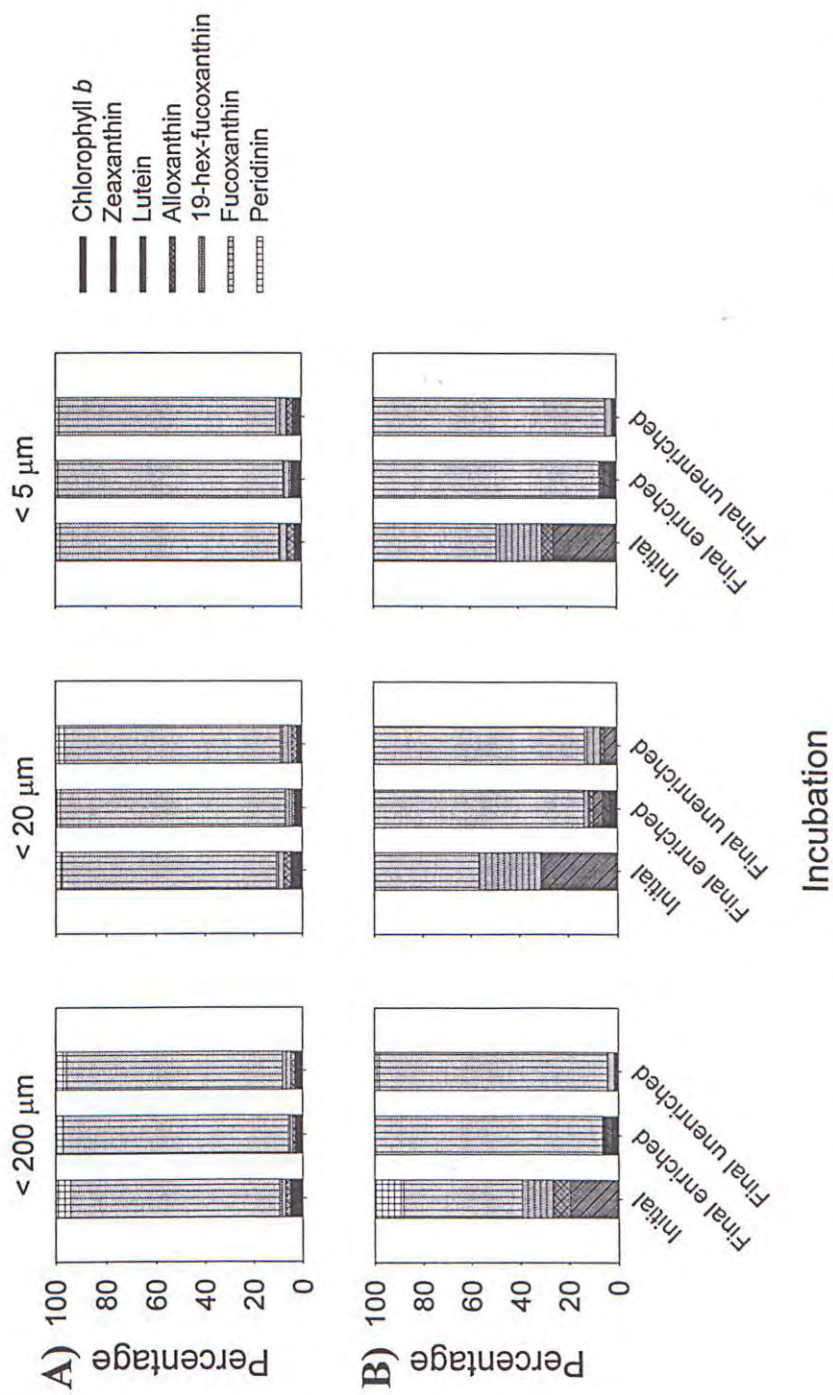 < 200 µm
< 20 µm
< 5 µm
A)
Percentage
100
80
60
40
20
0
Chlorophyll b
Zeaxanthin
Lutein
Alloxanthin
19-hex-fucoxanthin
Fucoxanthin
Peridinin
B)
Percentage
100
80
60
40
20
0
Initial
Final enriched
Final unenriched
Initial
Final enriched
Final unenriched
Initial
Final enriched
Final unenriched
Incubation